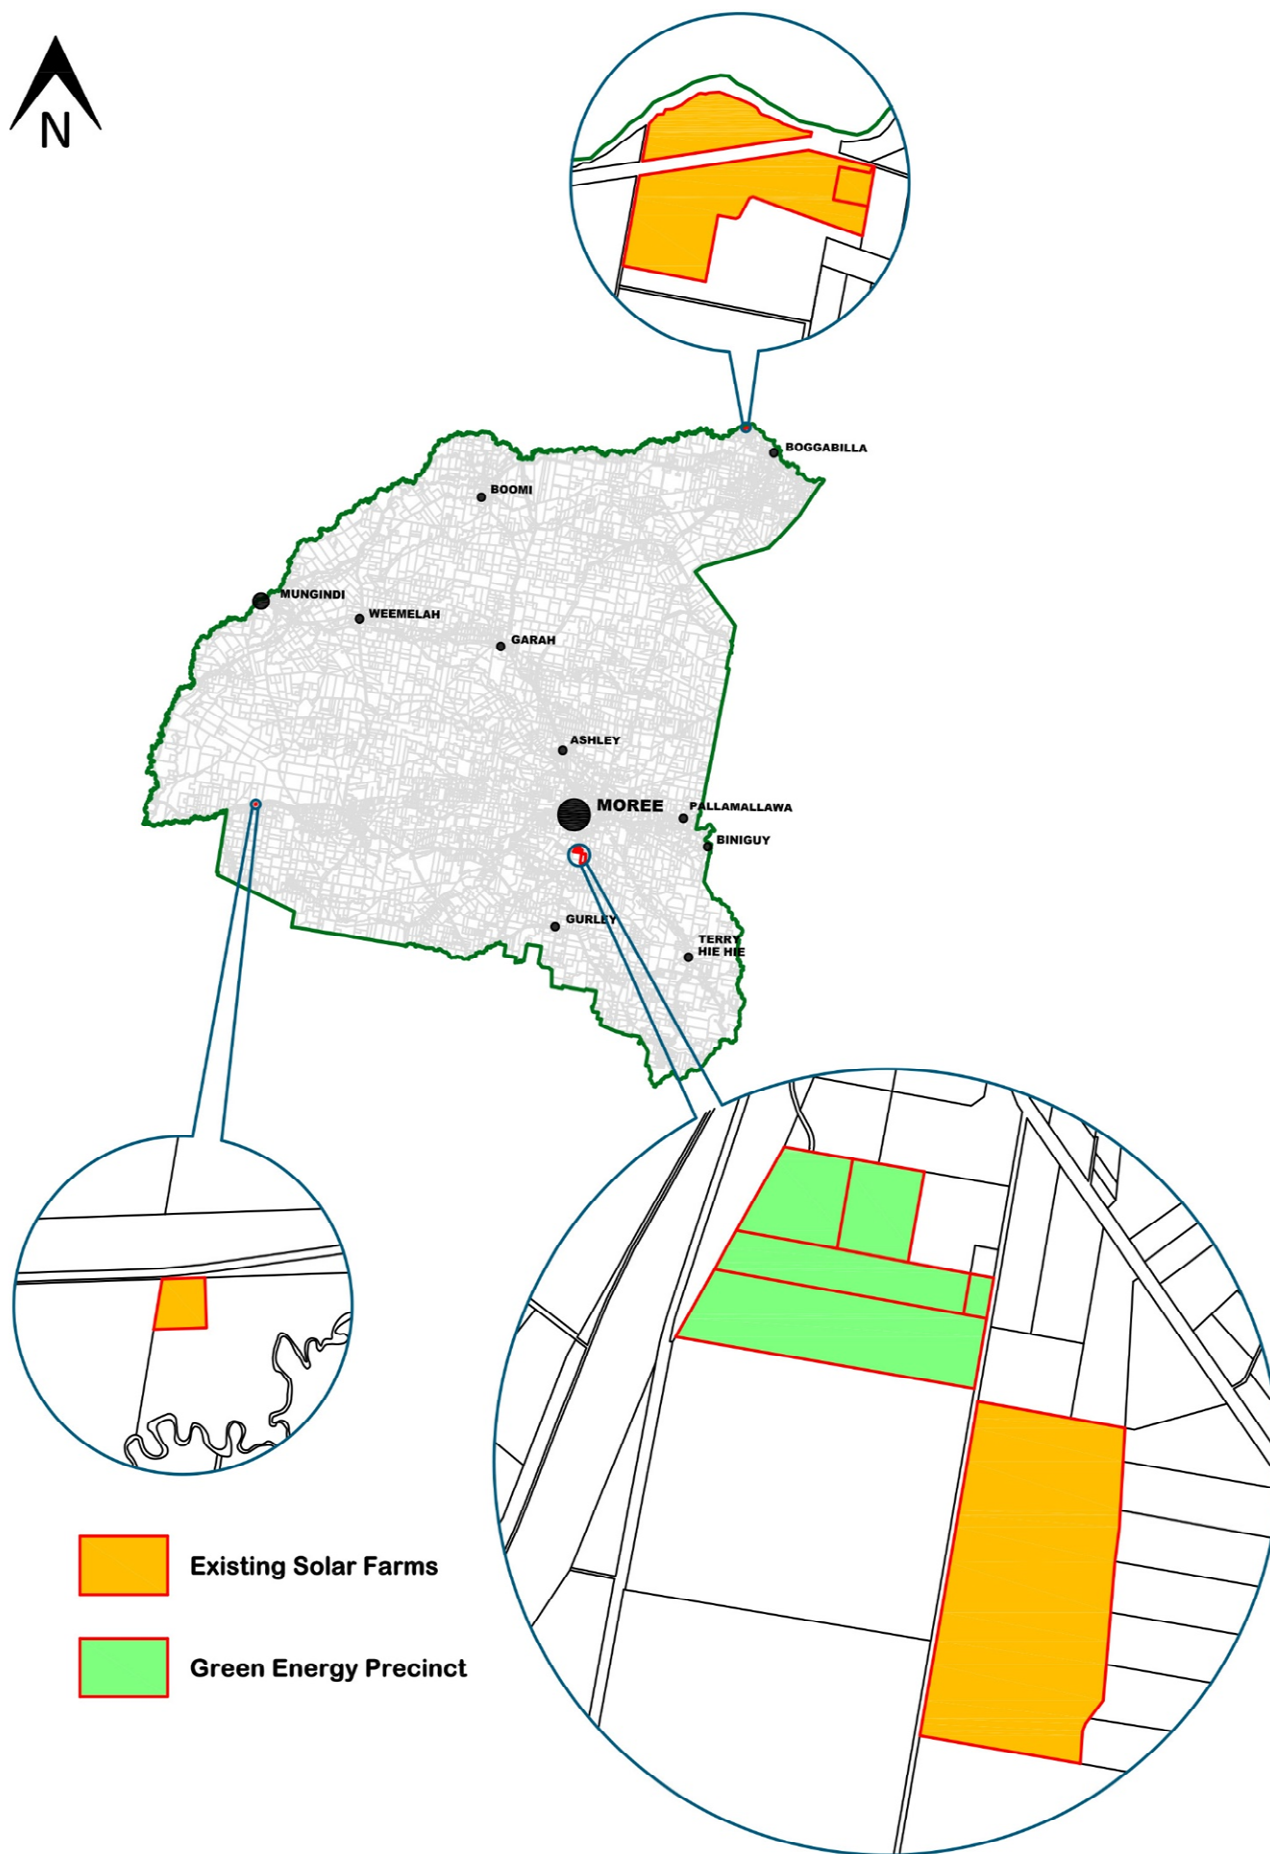 N
BOGGABILLA
BOOMI
MUNGINDI
WEEMELAH
GARAH
ASHLEY
MOREE
PALLAMALLAWA
BINIGUY
GURLEY
TERRY
HIE HIE
Existing Solar Farms
Green Energy Precinct